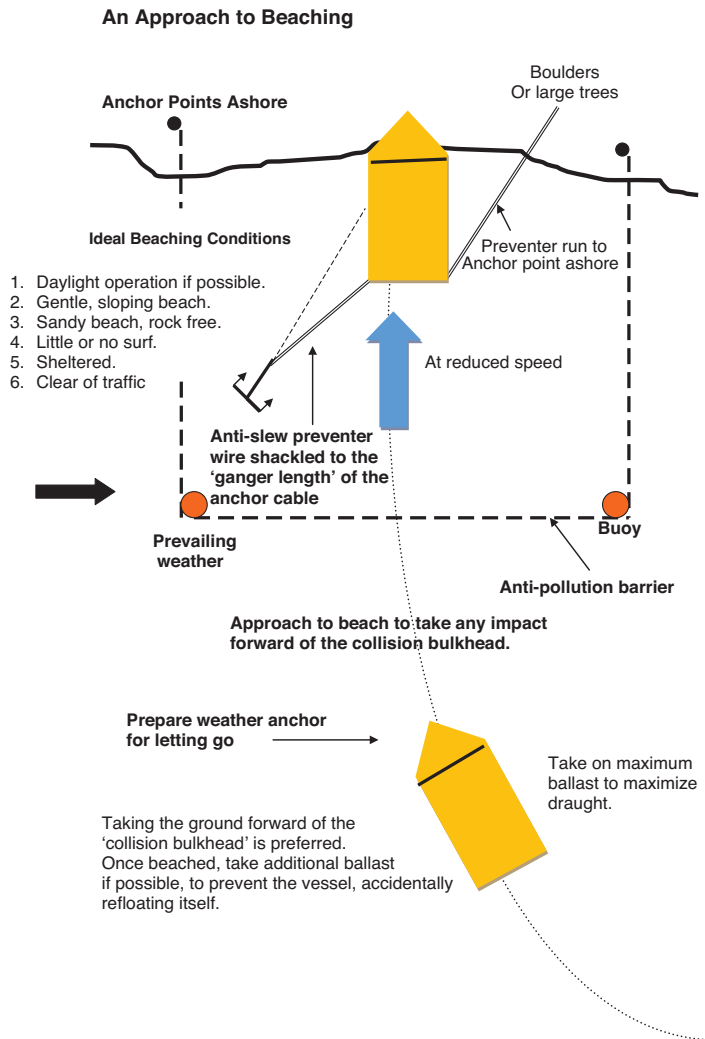 An Approach to Beaching
Boulders
Or large trees
Anchor Points Ashore
Ideal Beaching Conditions
Preventer run to
Anchor point ashore
1. Daylight operation if possible.
2. Gentle, sloping beach.
3. Sandy beach, rock free.
4. Little or no surf.
5. Sheltered.
6. Clear of traffic
At reduced speed
Anti-slew preventer
wire shackled to the
‘ganger length’ of the
anchor cable
Prevailing
weather
Buoy
Anti-pollution barrier
Approach to beach to take any impact
forward of the collision bulkhead.
Prepare weather anchor
for letting go
Take on maximum
ballast to maximize
draught.
Taking the ground forward of the
‘collision bulkhead’ is preferred.
Once beached, take additional ballast
if possible, to prevent the vessel, accidentally
refloating itself.